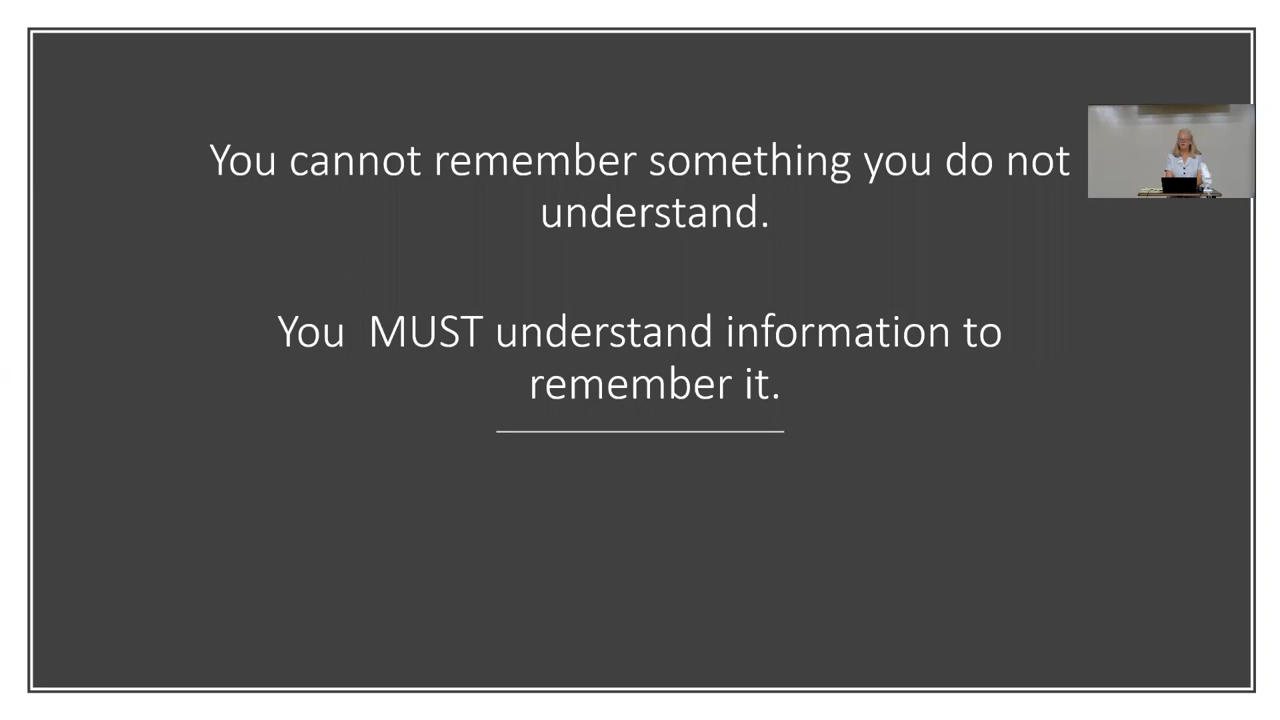 You cannot remember something you do not
understand.
You  MUST understand information to
remember it.